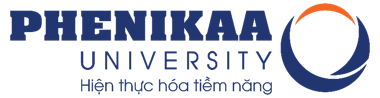 PHENIKAA
UNIVERSITY
Hiện thực hóa tiềm năng